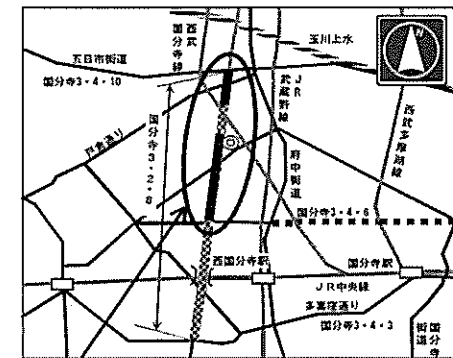 西武国分寺線
玉川上水
N
五日市街道
国分寺3・4・10
JR武蔵野線
西武多摩湖線
戸倉通り
国分寺3・2・8
府中街道
国分寺3・4・6
西国分寺駅
国分寺駅
JR中央線
多喜窪通り
国分寺3・4・3
国分寺街道